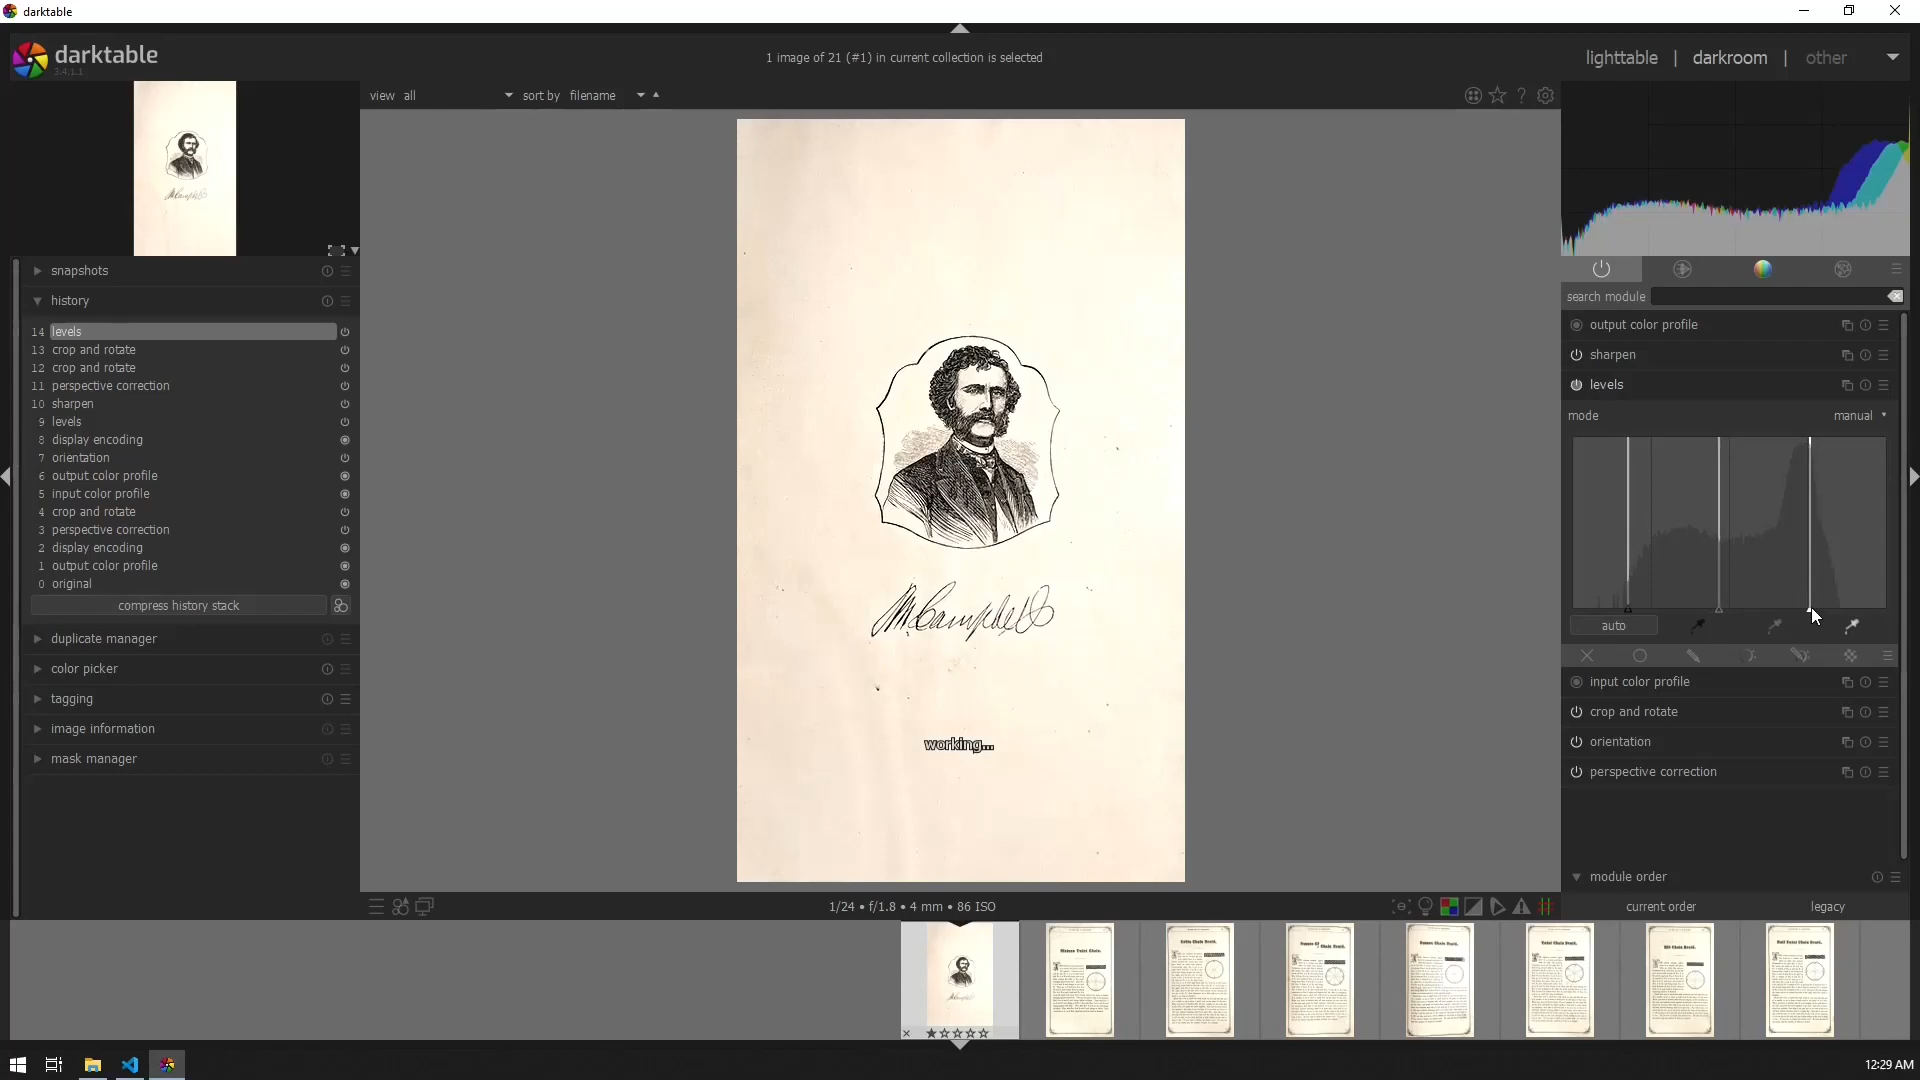 darktable
darktable
3.4.1.1
1 image of 21 (#1) in current collection is selected
lighttable | darkroom | other
view all
sort by filename
snapshots
history
14 levels
13 crop and rotate
12 crop and rotate
11 perspective correction
10 sharpen
9 levels
8 display encoding
7 orientation
6 output color profile
5 input color profile
4 crop and rotate
3 perspective correction
2 display encoding
1 output color profile
0 original
compress history stack
duplicate manager
color picker
tagging
image information
mask manager
M. Campbell
working...
search module
output color profile
sharpen
levels
mode manual
auto
input color profile
crop and rotate
orientation
perspective correction
module order
current order legacy
1/24 • f/1.8 • 4 mm • 86 ISO
12:29 AM